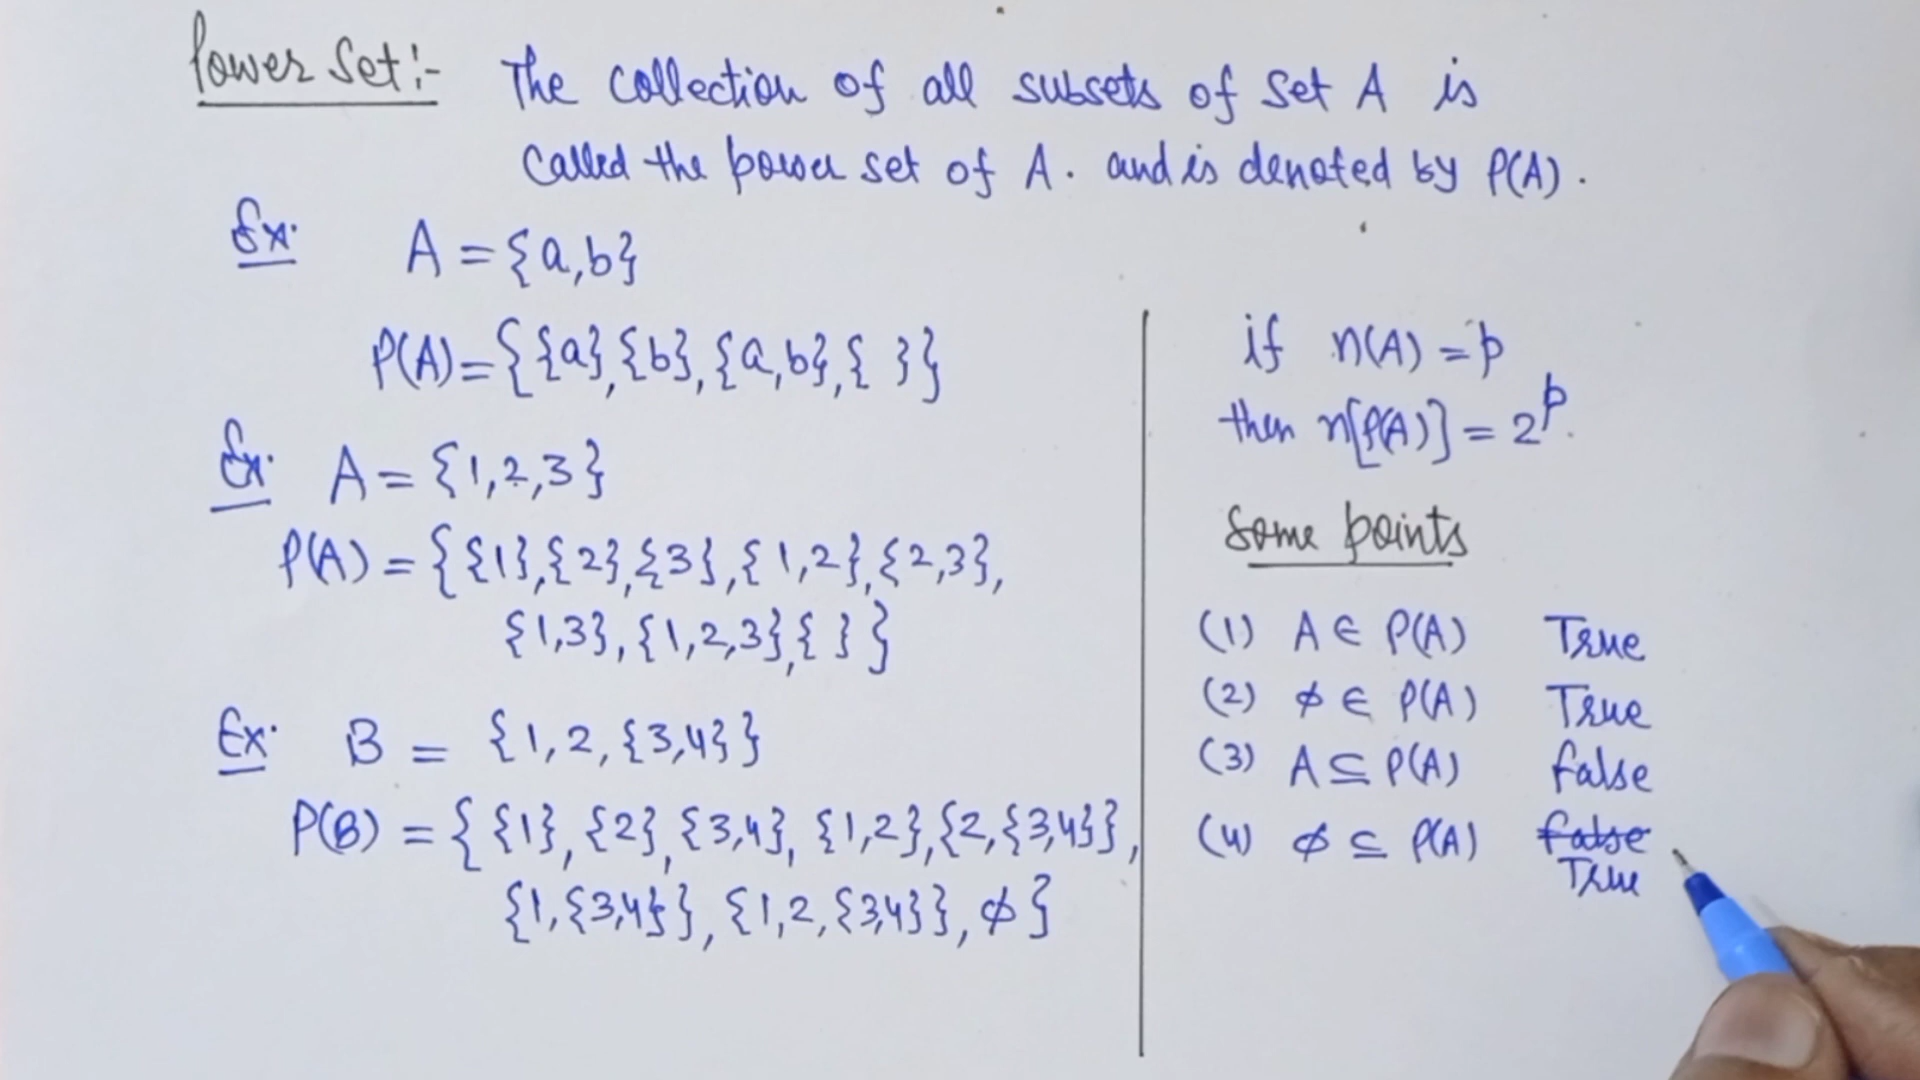 Power Set:- The collection of all subsets of Set A is
Called the power set of A. and is denoted by P(A).
Ex. A = {a,b}
P(A) = {{a},{b},{a,b},{ }}
Ex. A = {1,2,3}
P(A) = {{1},{2},{3},{1,2},{2,3},
{1,3},{1,2,3},{ }}
Ex. B = {1,2,{3,4}}
P(B) = {{1},{2},{3,4},{1,2},{2,{3,4}},
{1,{3,4}},{1,2,{3,4}},ϕ}
if n(A) = p
then n[P(A)] = 2^p.
Some points
(1) A ∈ P(A) True
(2) ϕ ∈ P(A) True
(3) A ⊆ P(A) false
(4) ϕ ⊆ P(A) false
True